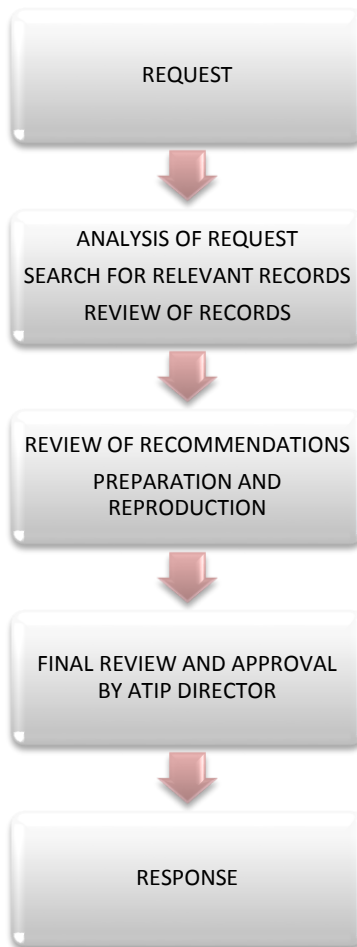 REQUEST
ANALYSIS OF REQUEST
SEARCH FOR RELEVANT RECORDS
REVIEW OF RECORDS
REVIEW OF RECOMMENDATIONS
PREPARATION AND
REPRODUCTION
FINAL REVIEW AND APPROVAL
BY ATIP DIRECTOR
RESPONSE